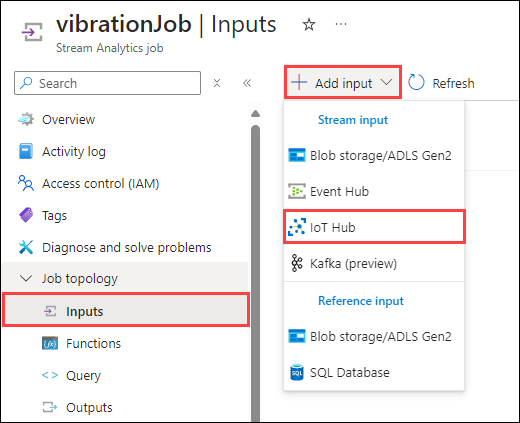 vibrationJob | Inputs
Stream Analytics job
Search
Add input
Refresh
Overview
Activity log
Access control (IAM)
Tags
Diagnose and solve problems
Job topology
Inputs
Functions
Query
Outputs
Stream input
Blob storage/ADLS Gen2
Event Hub
IoT Hub
Kafka (preview)
Reference input
Blob storage/ADLS Gen2
SQL Database